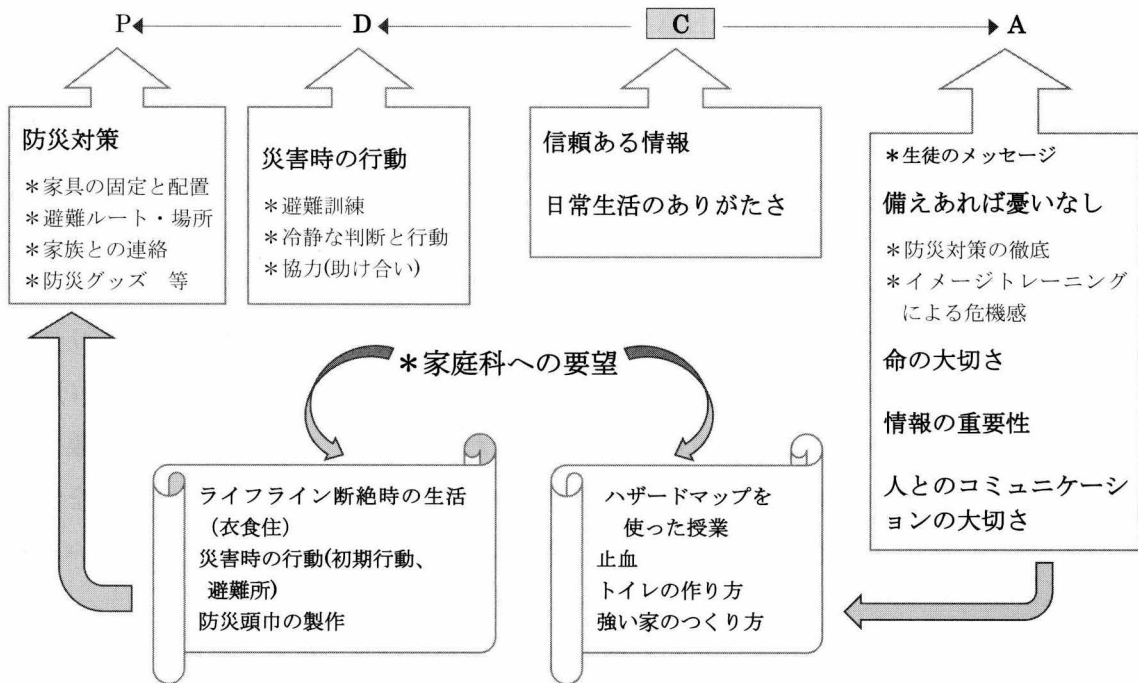 P D C A
防災対策
＊家具の固定と配置
＊避難ルート・場所
＊家族との連絡
＊防災グッズ　等
災害時の行動
＊避難訓練
＊冷静な判断と行動
＊協力(助け合い)
信頼ある情報
日常生活のありがたさ
＊生徒のメッセージ
備えあれば憂いなし
＊防災対策の徹底
＊イメージトレーニング
による危機感
命の大切さ
情報の重要性
人とのコミュニケーシ
ョンの大切さ
＊家庭科への要望
ライフライン断絶時の生活
(衣食住）
災害時の行動(初期行動、
避難所)
防災頭巾の製作
ハザードマップを
使った授業
止血
トイレの作り方
強い家のつくり方